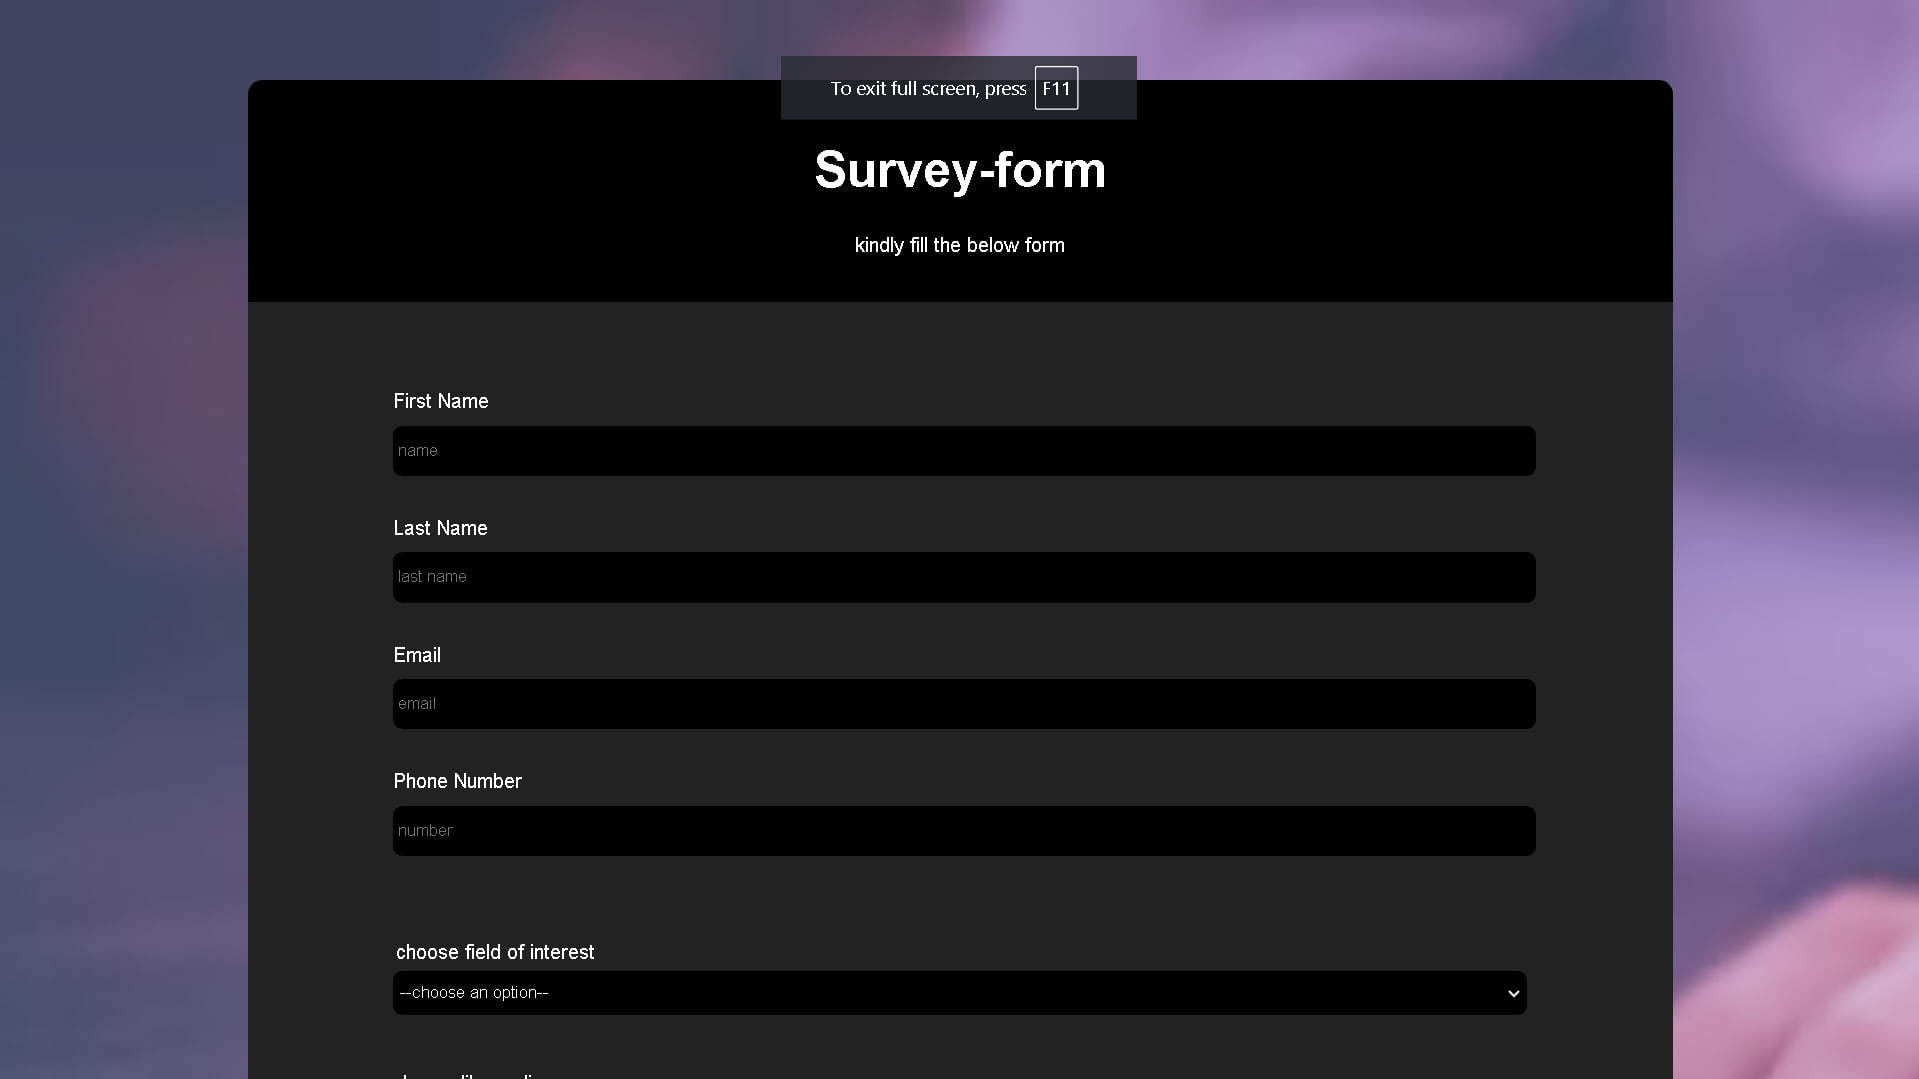 To exit full screen, press F11
Survey-form
kindly fill the below form
First Name
name
Last Name
last name
Email
email
Phone Number
number
choose field of interest
--choose an option--